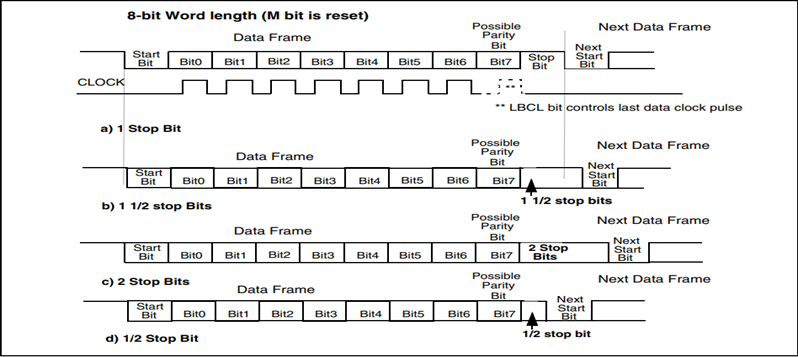 8-bit Word length (M bit is reset)
Data Frame
Possible Parity Bit
Next Data Frame
Start Bit Bit0 Bit1 Bit2 Bit3 Bit4 Bit5 Bit6 Bit7 Stop Bit Next Start Bit
CLOCK
**
** LBCL bit controls last data clock pulse
a) 1 Stop Bit
Data Frame
Possible Parity Bit
Next Data Frame
Start Bit Bit0 Bit1 Bit2 Bit3 Bit4 Bit5 Bit6 Bit7 Next Start Bit
b) 1 1/2 stop Bits
1 1/2 stop bits
Data Frame
Possible Parity Bit
Next Data Frame
Start Bit Bit0 Bit1 Bit2 Bit3 Bit4 Bit5 Bit6 Bit7 2 Stop Bits Next Start Bit
c) 2 Stop Bits
Data Frame
Possible Parity Bit
Next Data Frame
Start Bit Bit0 Bit1 Bit2 Bit3 Bit4 Bit5 Bit6 Bit7 Next Start Bit
d) 1/2 Stop Bit
1/2 stop bit